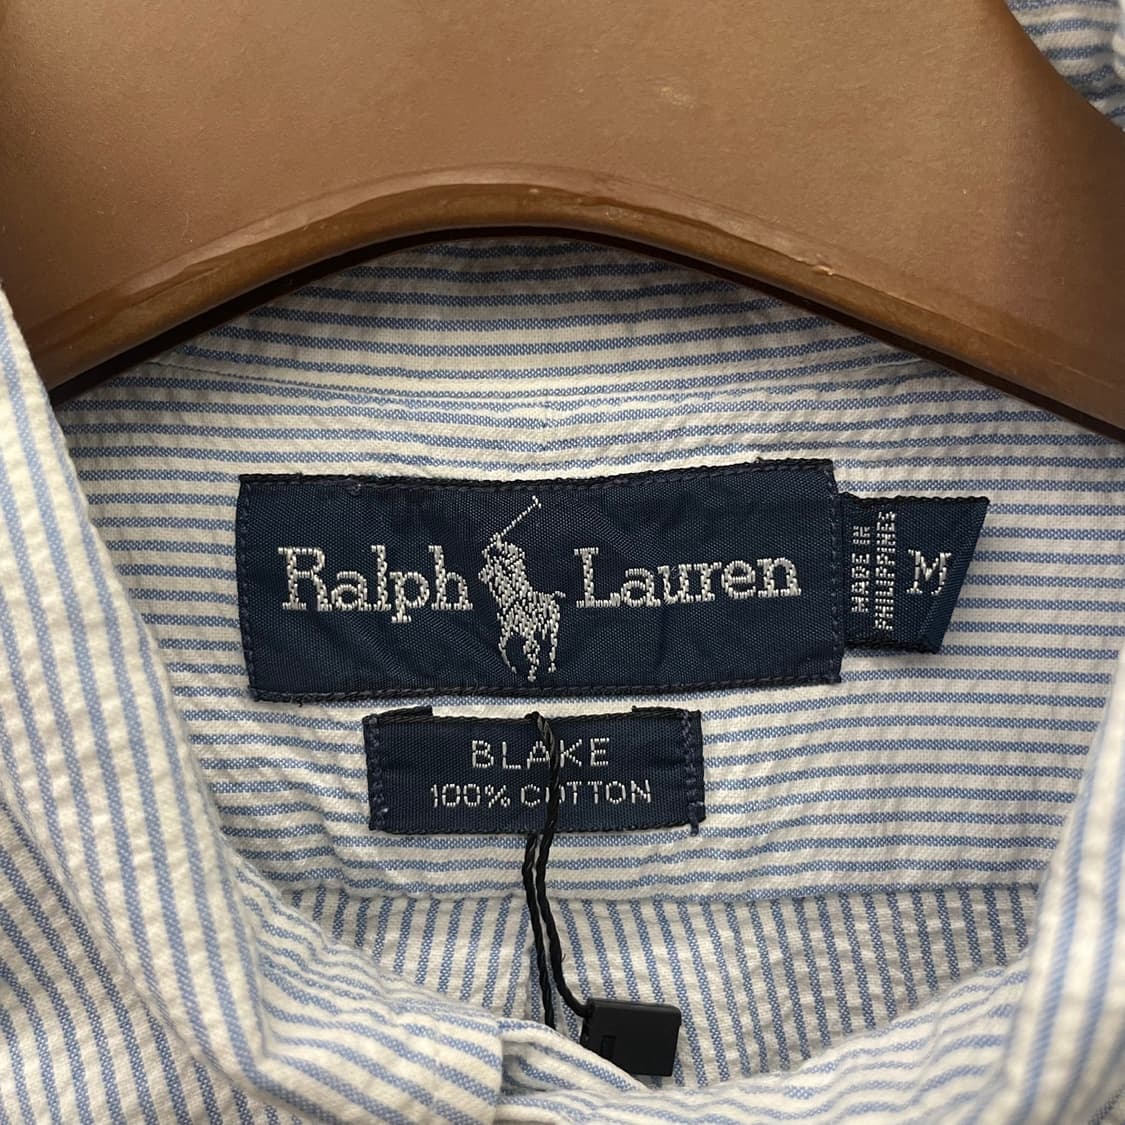 Ralph Lauren
MADE IN
PHILIPPINES
M
BLAKE
100% COTTON